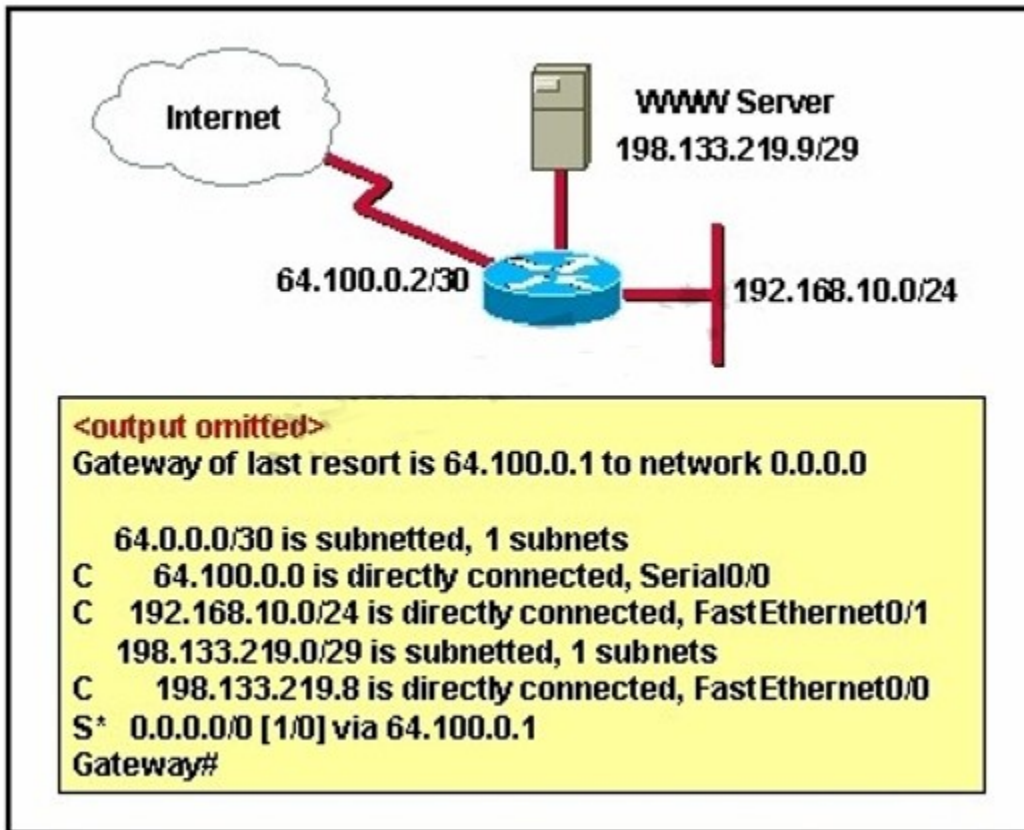 Internet
WWW Server
198.133.219.9/29
64.100.0.2/30
192.168.10.0/24
<output omitted>
Gateway of last resort is 64.100.0.1 to network 0.0.0.0
64.0.0.0/30 is subnetted, 1 subnets
C 64.100.0.0 is directly connected, Serial0/0
C 192.168.10.0/24 is directly connected, FastEthernet0/1
198.133.219.0/29 is subnetted, 1 subnets
C 198.133.219.8 is directly connected, FastEthernet0/0
S* 0.0.0.0/0 [1/0] via 64.100.0.1
Gateway#